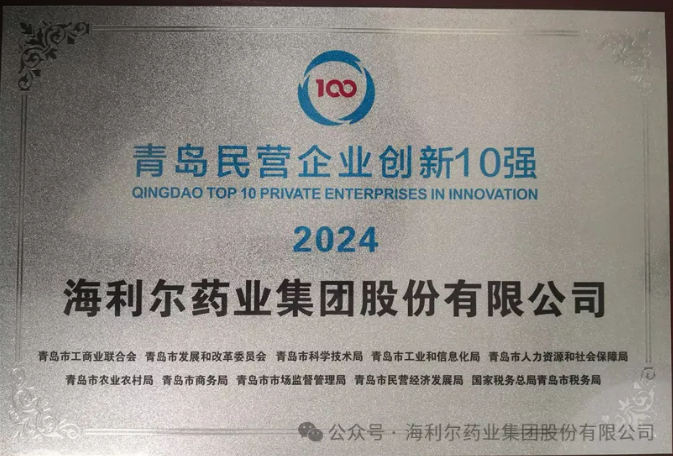 100
青岛民营企业创新10强
QINGDAO TOP 10 PRIVATE ENTERPRISES IN INNOVATION
2024
海利尔药业集团股份有限公司
青岛市工商业联合会 青岛市发展和改革委员会 青岛市科学技术局 青岛市工业和信息化局 青岛市人力资源和社会保障局
青岛市农业农村局 青岛市商务局 青岛市市场监督管理局 青岛市民营经济发展局 国家税务总局青岛市税务局
公众号·海利尔药业集团股份有限公司